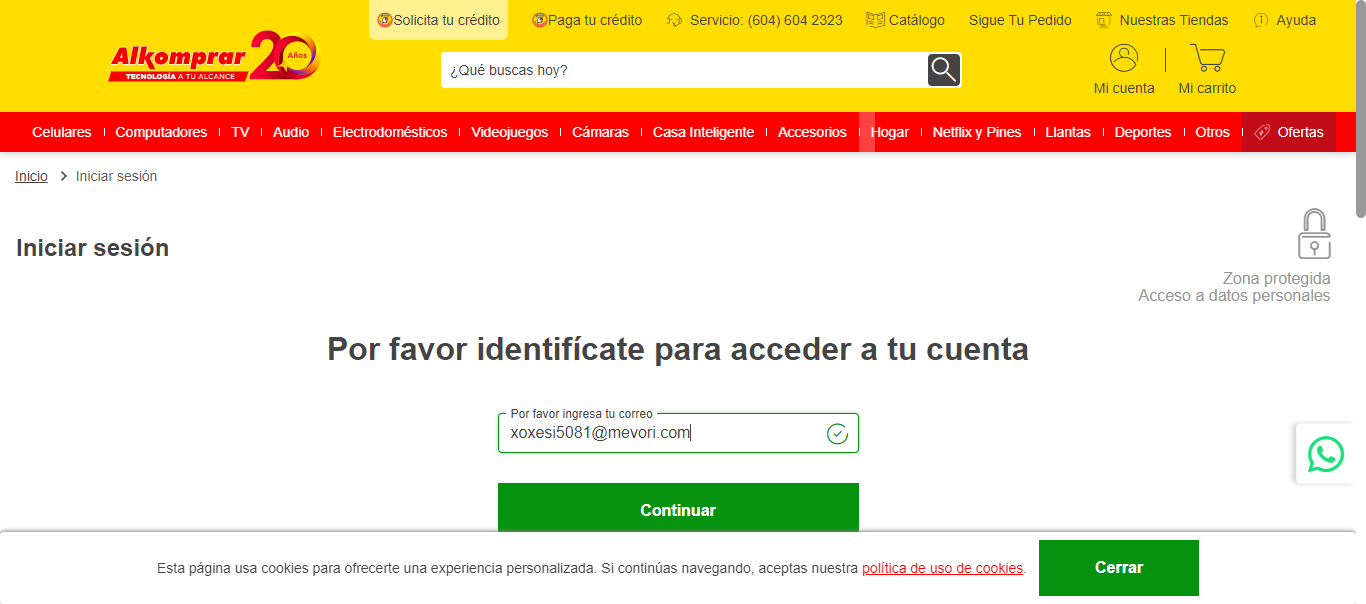 Solicita tu crédito Paga tu crédito Servicio: (604) 604 2323 Catálogo Sigue Tu Pedido Nuestras Tiendas Ayuda
Alkomprar 20 Años
TECNOLOGÍA A TU ALCANCE
¿Qué buscas hoy?
Mi cuenta Mi carrito
Celulares Computadores TV Audio Electrodomésticos Videojuegos Cámaras Casa Inteligente Accesorios Hogar Netflix y Pines Llantas Deportes Otros Ofertas
Inicio Iniciar sesión
Iniciar sesión
Zona protegida
Acceso a datos personales
Por favor identifícate para acceder a tu cuenta
Por favor ingresa tu correo
xoxesi5081@mevori.com
Continuar
Esta página usa cookies para ofrecerte una experiencia personalizada. Si continúas navegando, aceptas nuestra política de uso de cookies.
Cerrar